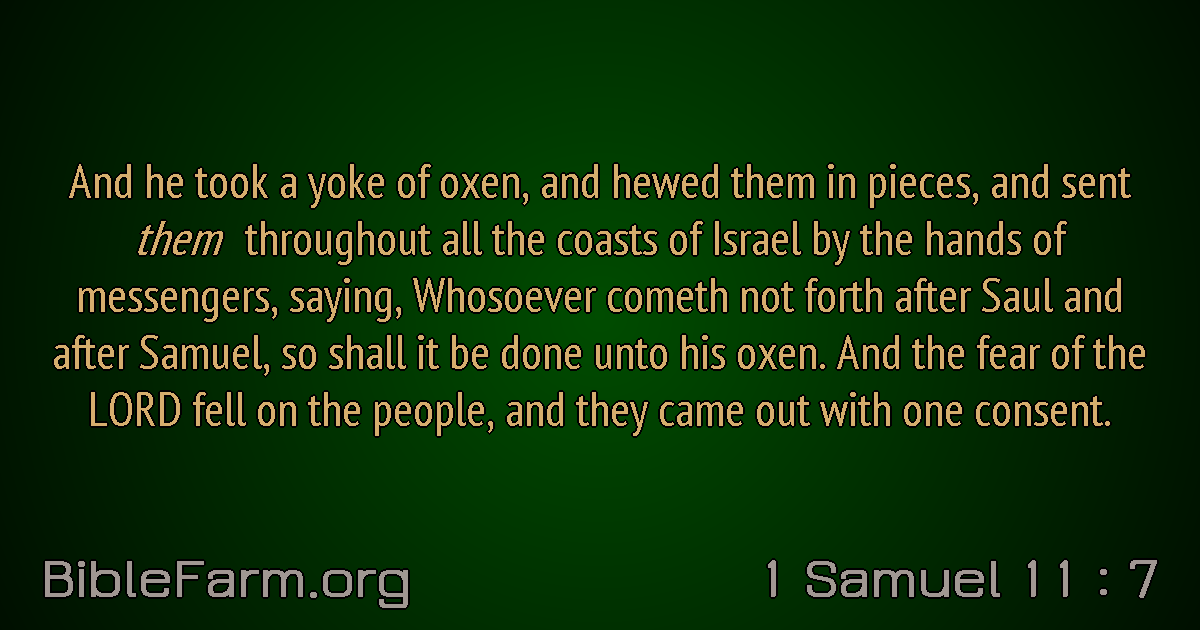 And he took a yoke of oxen, and hewed them in pieces, and sent
them throughout all the coasts of Israel by the hands of
messengers, saying, Whosoever cometh not forth after Saul and
after Samuel, so shall it be done unto his oxen. And the fear of the
LORD fell on the people, and they came out with one consent.
BibleFarm.org
1 Samuel 11 : 7